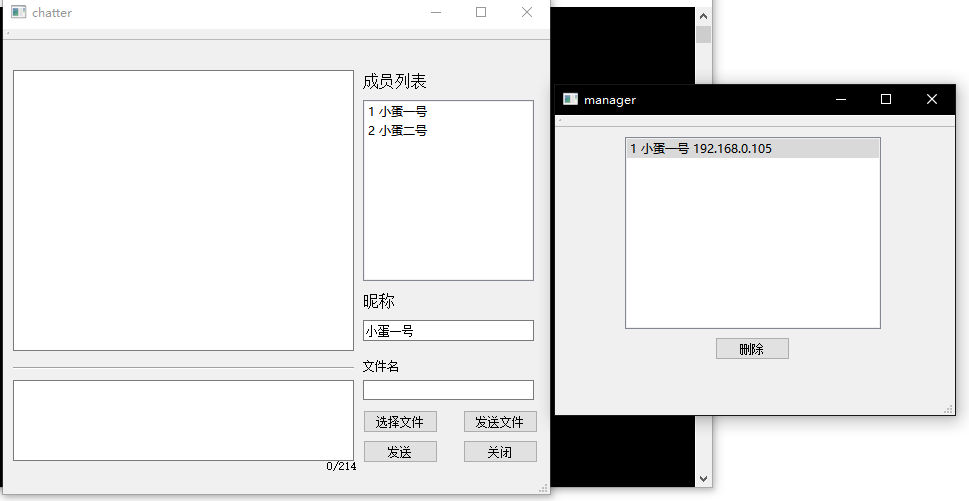 chatter
成员列表
1 小蛋一号
2 小蛋二号
昵称
小蛋一号
文件名
选择文件
发送文件
发送
关闭
0/214
manager
1 小蛋一号 192.168.0.105
删除